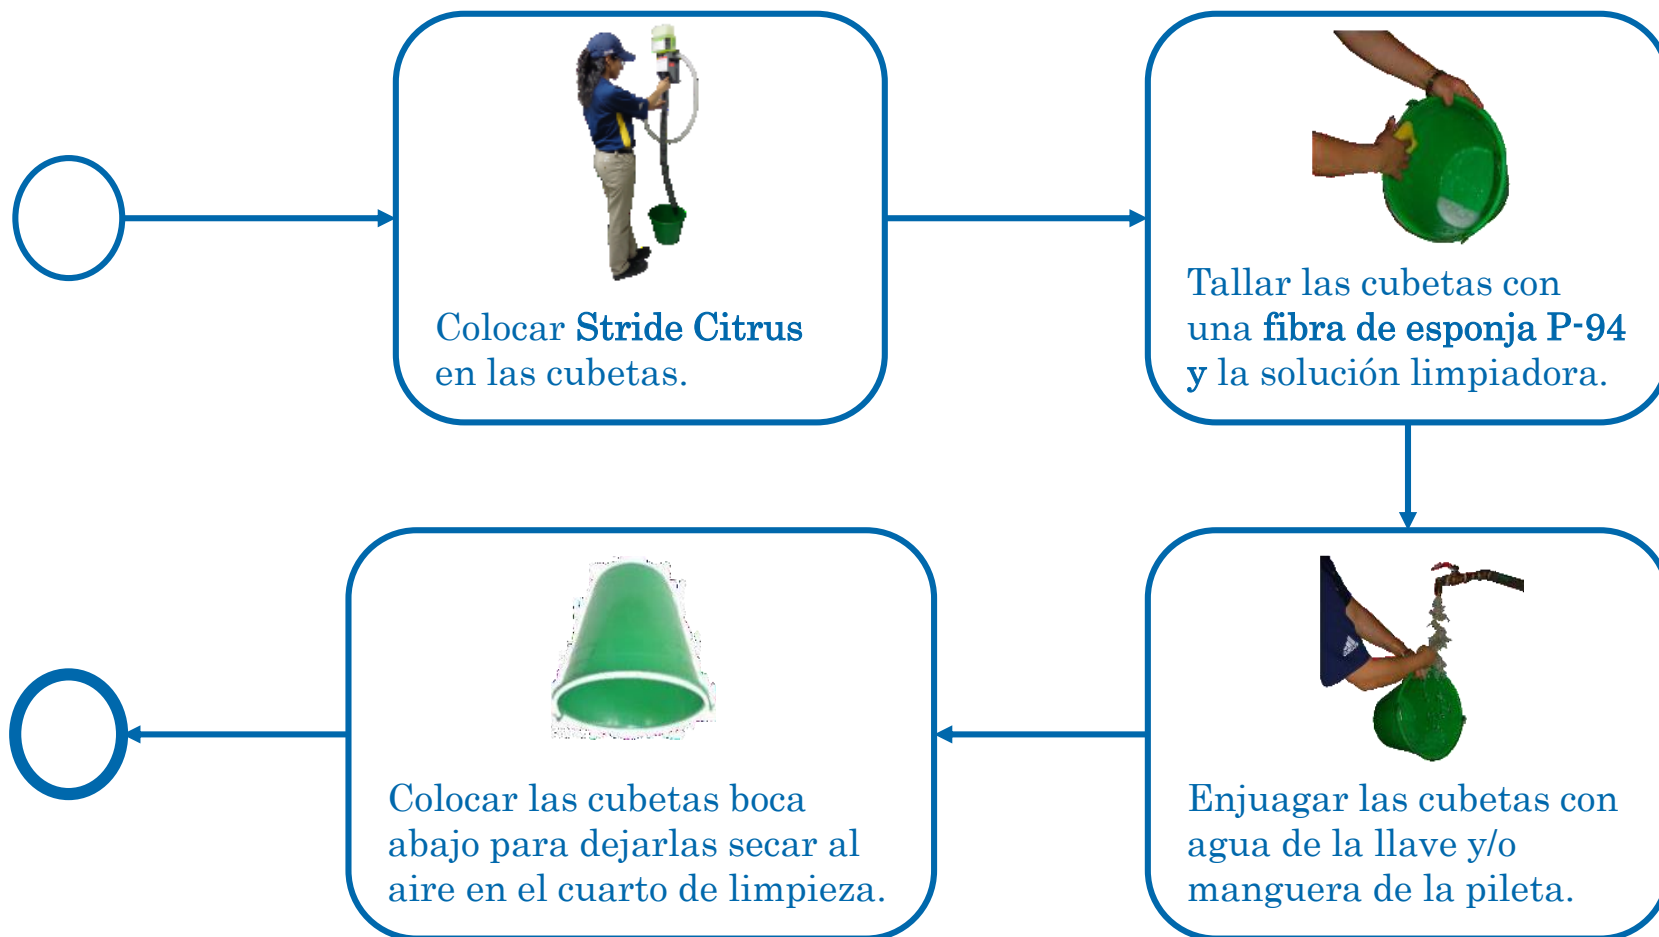 Colocar Stride Citrus
en las cubetas.
Tallar las cubetas con
una fibra de esponja P-94
y la solución limpiadora.
Colocar las cubetas boca
abajo para dejarlas secar al
aire en el cuarto de limpieza.
Enjuagar las cubetas con
agua de la llave y/o
manguera de la pileta.